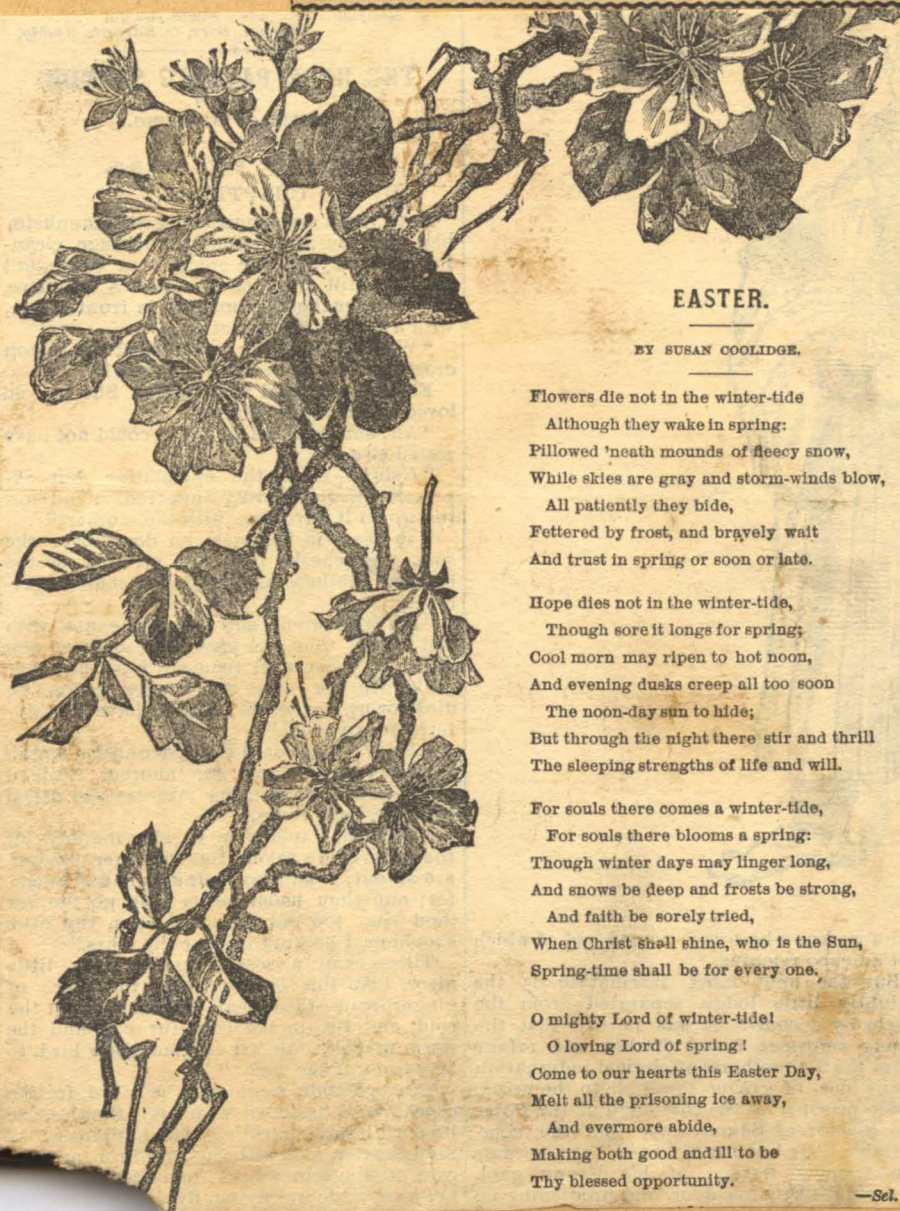 EASTER.
BY SUSAN COOLIDGE.
Flowers die not in the winter-tide
Although they wake in spring:
Pillowed 'neath mounds of fleecy snow,
While skies are gray and storm-winds blow,
All patiently they bide,
Fettered by frost, and bravely wait
And trust in spring or soon or late.
Hope dies not in the winter-tide,
Though sore it longs for spring;
Cool morn may ripen to hot noon,
And evening dusks creep all too soon
The noon-day sun to hide;
But through the night there stir and thrill
The sleeping strengths of life and will.
For souls there comes a winter-tide,
For souls there blooms a spring:
Though winter days may linger long,
And snows be deep and frosts be strong,
And faith be sorely tried,
When Christ shall shine, who is the Sun,
Spring-time shall be for every one.
O mighty Lord of winter-tide!
O loving Lord of spring!
Come to our hearts this Easter Day,
Melt all the prisoning ice away,
And evermore abide,
Making both good and ill to be
Thy blessed opportunity.
—Sel.